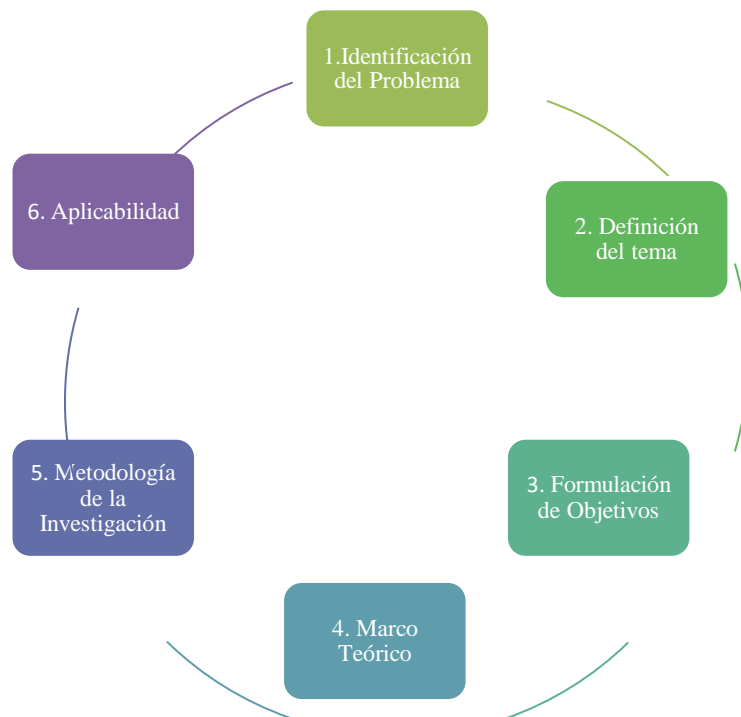 1.Identificación
del Problema
2. Definición
del tema
3. Formulación
de Objetivos
4. Marco
Teórico
5. Metodología
de la
Investigación
6. Aplicabilidad